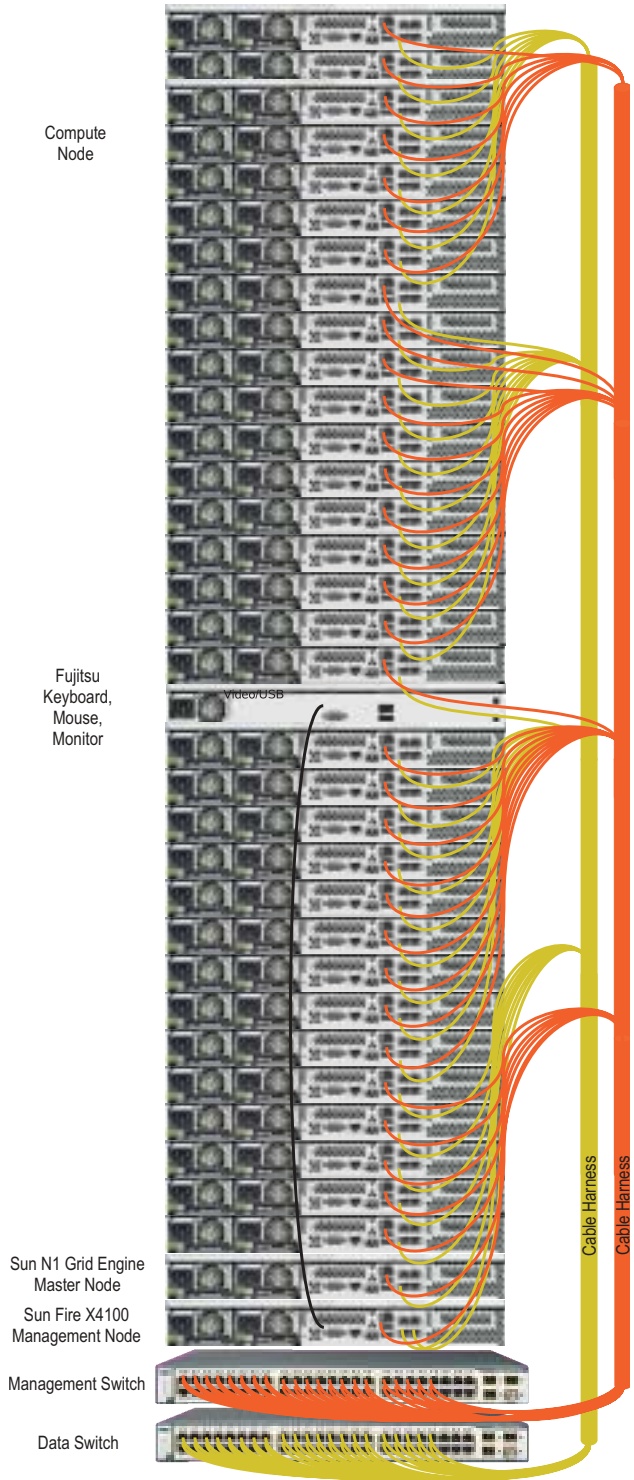 Compute
Node
Fujitsu
Keyboard,
Mouse,
Monitor
Video/USB
Cable Harness
Cable Harness
Sun N1 Grid Engine
Master Node
Sun Fire X4100
Management Node
Management Switch
Data Switch